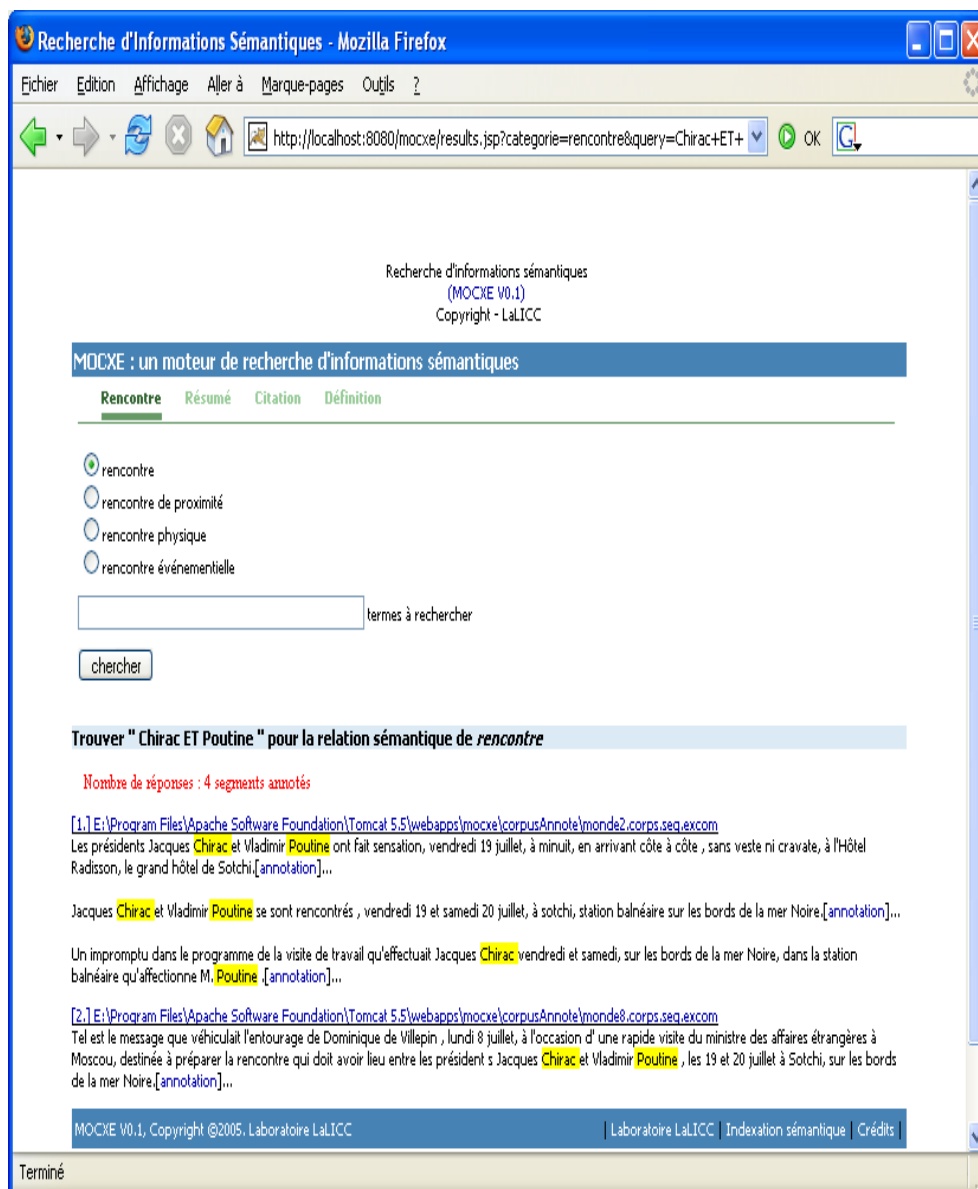 Recherche d'Informations Sémantiques - Mozilla Firefox
Fichier Edition Affichage Aller à Marque-pages Outils ?
http://localhost:8080/mocxe/results.jsp?categorie=rencontre&query=Chirac+ET+ OK G
Recherche d'informations sémantiques
(MOCXE V0.1)
Copyright - LaLICC
MOCXE : un moteur de recherche d'informations sémantiques
Rencontre Résumé Citation Définition
rencontre
rencontre de proximité
rencontre physique
rencontre événementielle
termes à rechercher
chercher
Trouver " Chirac ET Poutine " pour la relation sémantique de rencontre
Nombre de réponses : 4 segments annotés
[1.] E:\Program Files\Apache Software Foundation\Tomcat 5.5\webapps\mocxe\corpusAnnote\monde2.corps.seq.excom
Les présidents Jacques Chirac et Vladimir Poutine ont fait sensation, vendredi 19 juillet, à minuit, en arrivant côte à côte , sans veste ni cravate, à l'Hôtel
Radisson, le grand hôtel de Sotchi.[annotation]...
Jacques Chirac et Vladimir Poutine se sont rencontrés , vendredi 19 et samedi 20 juillet, à sotchi, station balnéaire sur les bords de la mer Noire.[annotation]...
Un impromptu dans le programme de la visite de travail qu'effectuait Jacques Chirac vendredi et samedi, sur les bords de la mer Noire, dans la station
balnéaire qu'affectionne M. Poutine .[annotation]...
[2.] E:\Program Files\Apache Software Foundation\Tomcat 5.5\webapps\mocxe\corpusAnnote\monde8.corps.seq.excom
Tel est le message que véhiculait l'entourage de Dominique de Villepin , lundi 8 juillet, à l'occasion d' une rapide visite du ministre des affaires étrangères à
Moscou, destinée à préparer la rencontre qui doit avoir lieu entre les président s Jacques Chirac et Vladimir Poutine , les 19 et 20 juillet à Sotchi, sur les bords
de la mer Noire.[annotation]...
MOCXE V0.1, Copyright @2005. Laboratoire LaLICC | Laboratoire LaLICC | Indexation sémantique | Crédits |
Terminé